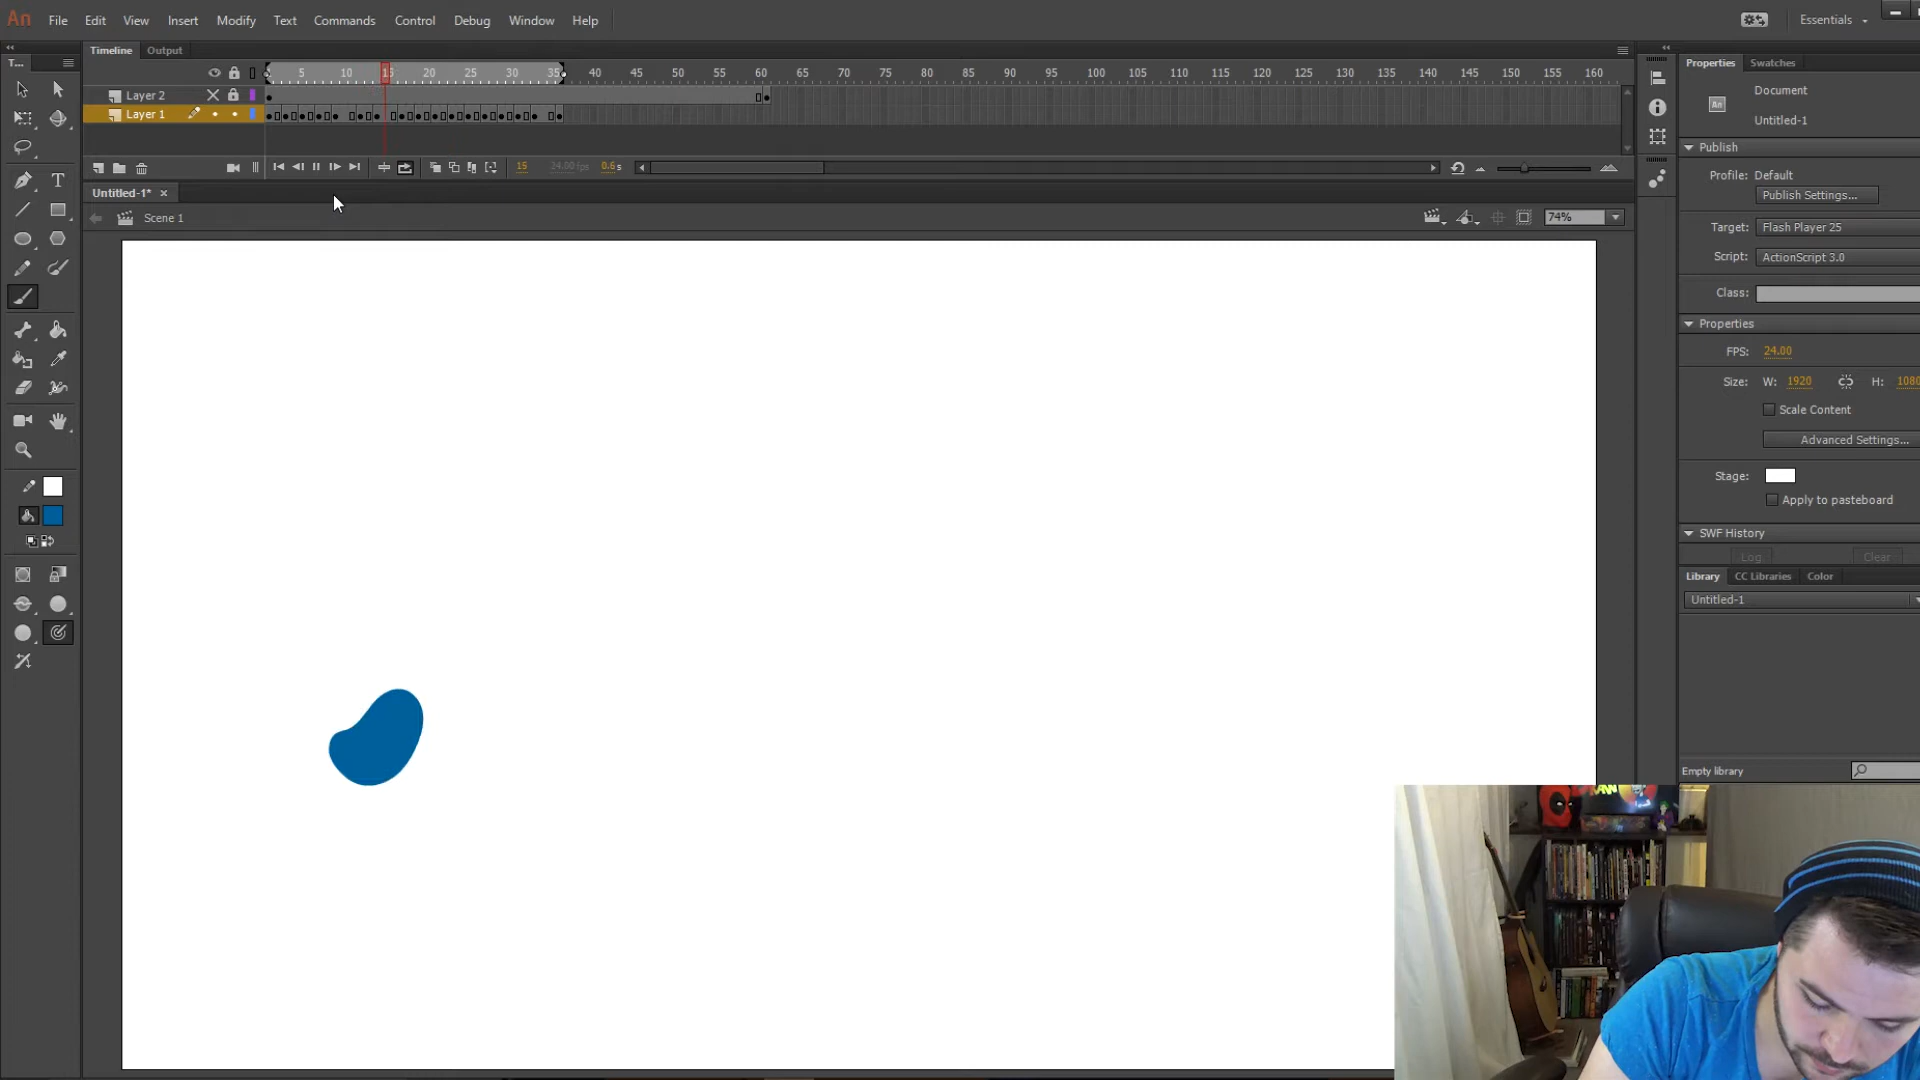 An File Edit View Insert Modify Text Commands Control Debug Window Help Essentials
Timeline Output
T...
5 10 15 20 25 30 35 40 45 50 55 60 65 70 75 80 85 90 95 100 105 110 115 120 125 130 135 140 145 150 155 160
Layer 2
Layer 1
15 24.00 fps 0.6 s
Untitled-1*
Scene 1
74%
Properties Swatches
An
Document
Untitled-1
Publish
Profile: Default
Publish Settings...
Target: Flash Player 25
Script: ActionScript 3.0
Class:
Properties
FPS: 24.00
Size: W: 1920 H: 1080
Scale Content
Advanced Settings...
Stage:
Apply to pasteboard
SWF History
Log Clear
Library CC Libraries Color
Untitled-1
Empty library